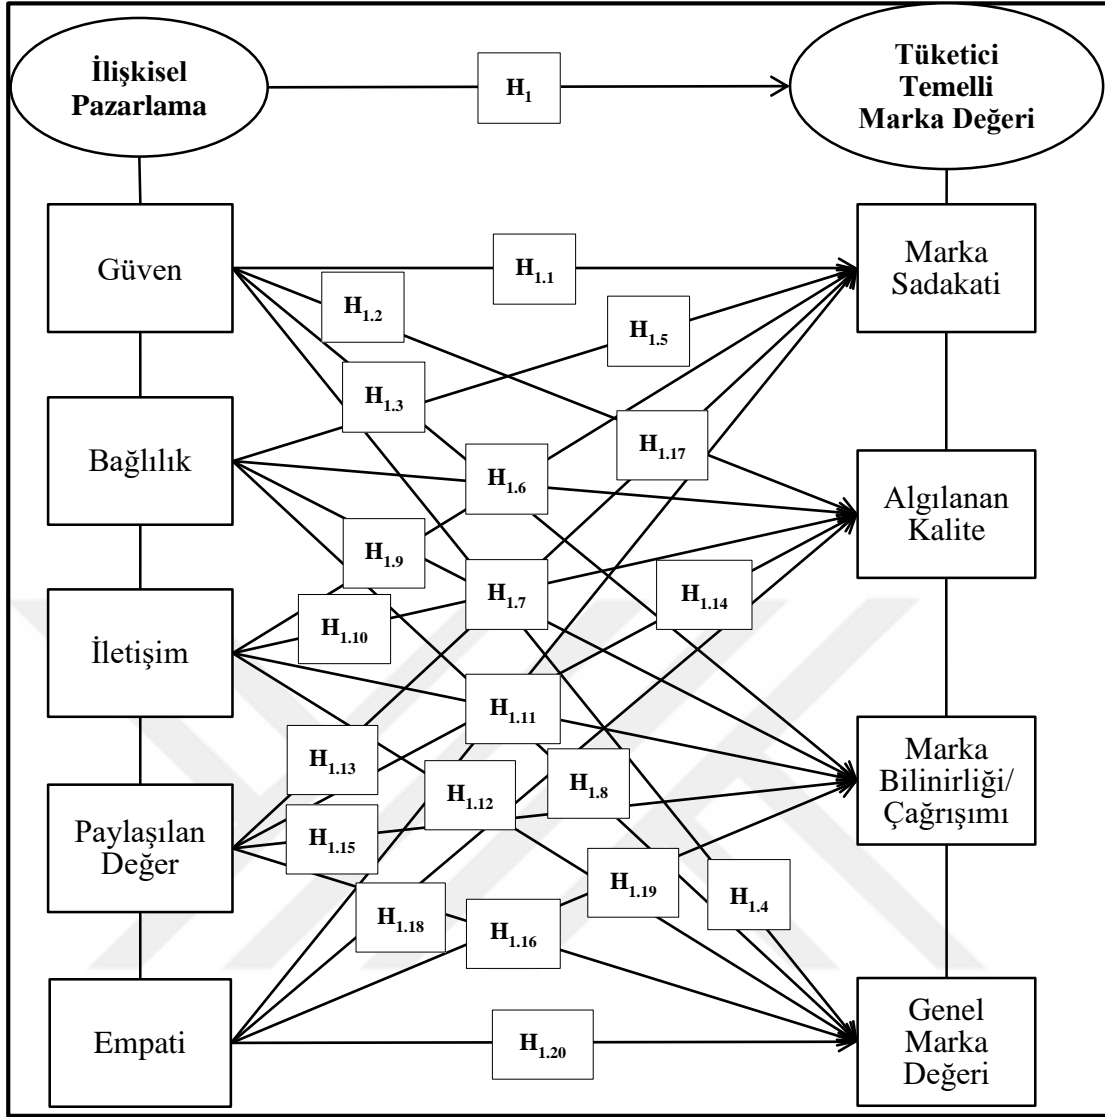 İlişkisel
Pazarlama
H1
Tüketici
Temelli
Marka Değeri
Güven
H1.1
Marka
Sadakati
H1.2
H1.5
H1.3
Bağlılık
H1.17
H1.6
Algılanan
Kalite
H1.9
H1.7
H1.14
H1.10
İletişim
H1.11
H1.13
H1.12
H1.8
Marka
Bilinirliği/
Çağrışımı
Paylaşılan
Değer
H1.15
H1.19
H1.4
H1.18
H1.16
Empati
H1.20
Genel
Marka
Değeri